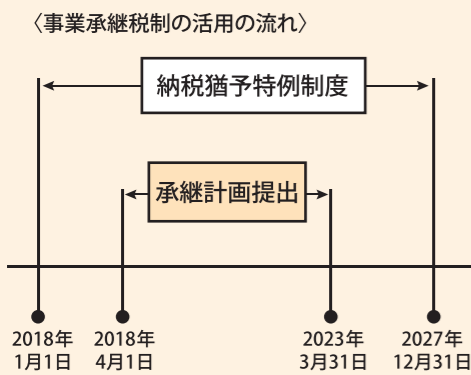 〈事業承継税制の活用の流れ〉
納税猶予特例制度
承継計画提出
2018年
1月1日
2018年
4月1日
2023年
3月31日
2027年
12月31日